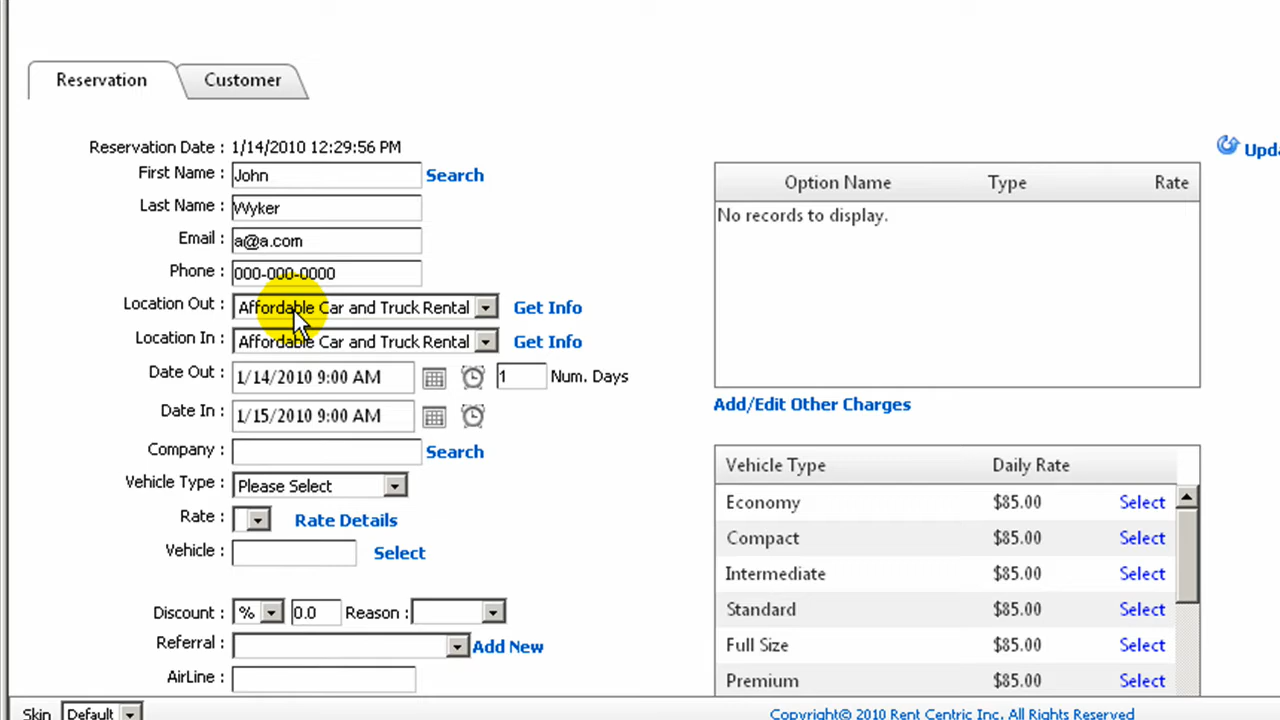 Reservation Customer
Reservation Date : 1/14/2010 12:29:56 PM
Upda
First Name : John Search
Last Name : Wyker
Email : a@a.com
Phone : 000-000-0000
Location Out : Affordable Car and Truck Rental Get Info
Location In : Affordable Car and Truck Rental Get Info
Date Out : 1/14/2010 9:00 AM 1 Num. Days
Date In : 1/15/2010 9:00 AM
Company : Search
Vehicle Type : Please Select
Rate : Rate Details
Vehicle : Select
Discount : % 0.0 Reason :
Referral : Add New
AirLine :
Option Name Type Rate
No records to display.
Add/Edit Other Charges
Vehicle Type Daily Rate
Economy $85.00 Select
Compact $85.00 Select
Intermediate $85.00 Select
Standard $85.00 Select
Full Size $85.00 Select
Premium $85.00 Select
Skin Default
Copyright© 2010 Rent Centric Inc. All Rights Reserved